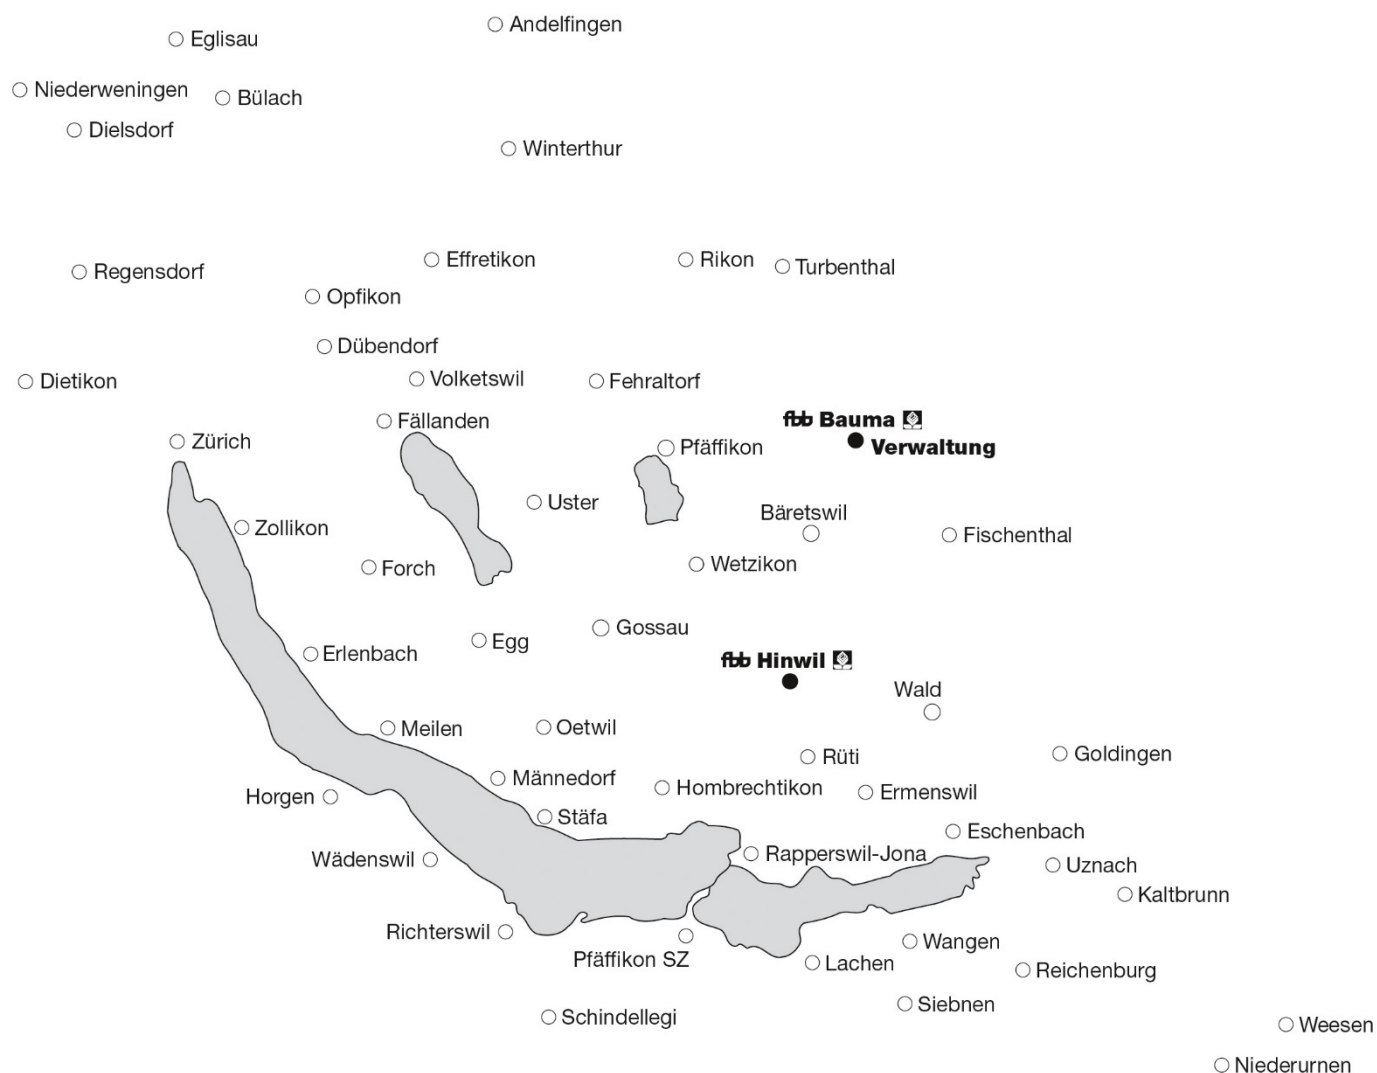 Andelfingen
Eglisau
Niederweningen
Bülach
Dielsdorf
Winterthur
Effretikon
Rikon
Turbenthal
Regensdorf
Opfikon
Dübendorf
Dietikon
Volketswil
Fehraltorf
Fällanden
fbb Bauma
Zürich
Pfäffikon
Verwaltung
Uster
Bäretswil
Zollikon
Fischenthal
Forch
Wetzikon
Gossau
Egg
Erlenbach
fbb Hinwil
Wald
Meilen
Oetwil
Rüti
Goldingen
Männedorf
Hombrechtikon
Ermenswil
Horgen
Stäfa
Eschenbach
Wädenswil
Rapperswil-Jona
Uznach
Kaltbrunn
Richterswil
Wangen
Pfäffikon SZ
Lachen
Reichenburg
Siebnen
Schindellegi
Weesen
Niederurnen